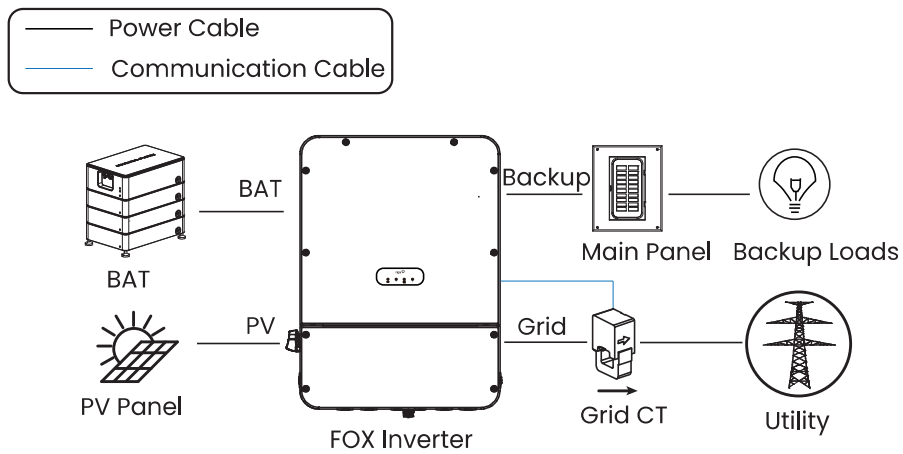 Power Cable
Communication Cable
BAT
Backup
BAT
Main Panel
Backup Loads
PV
Grid
PV Panel
Grid CT
Utility
FOX Inverter